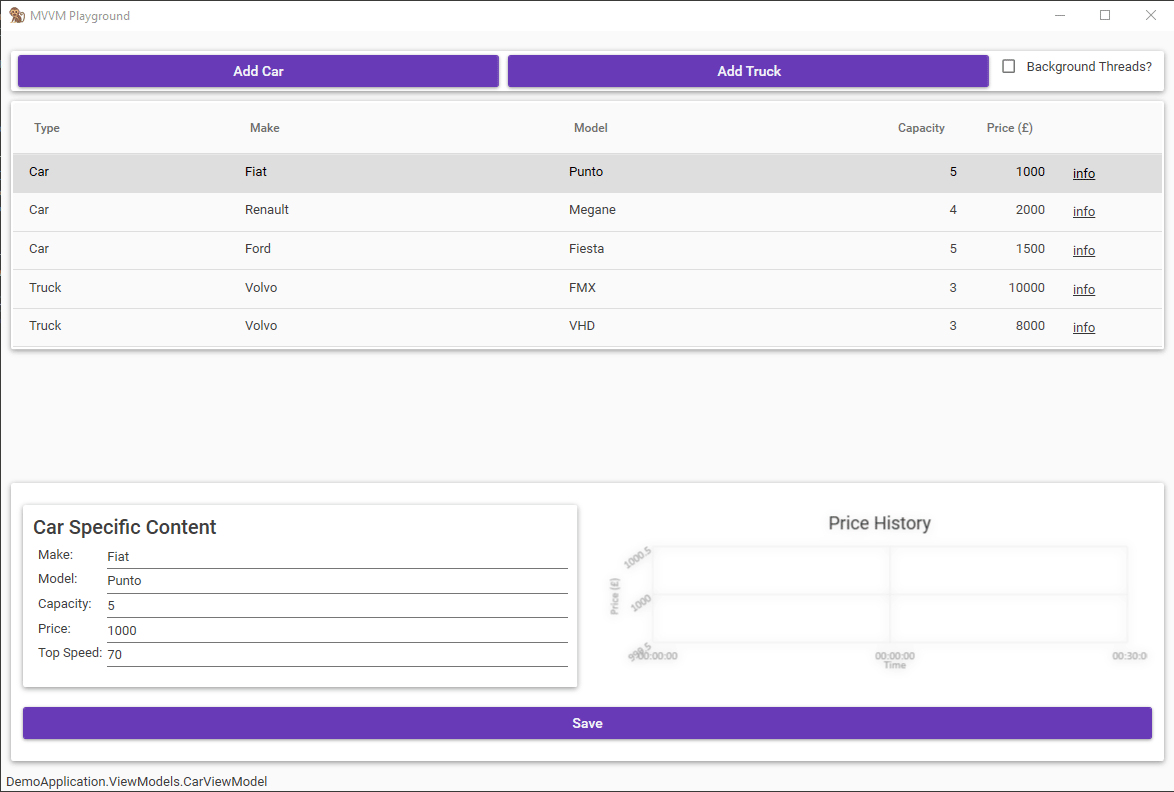 MVVM Playground
Add Car Add Truck Background Threads?
Type Make Model Capacity Price (£)
Car Fiat Punto 5 1000 info
Car Renault Megane 4 2000 info
Car Ford Fiesta 5 1500 info
Truck Volvo FMX 3 10000 info
Truck Volvo VHD 3 8000 info
Car Specific Content
Make: Fiat
Model: Punto
Capacity: 5
Price: 1000
Top Speed: 70
Price History
Price (£)
1000.5
1000
999.5
00:00:00 00:00:00 00:30:0
Time
Save
DemoApplication.ViewModels.CarViewModel